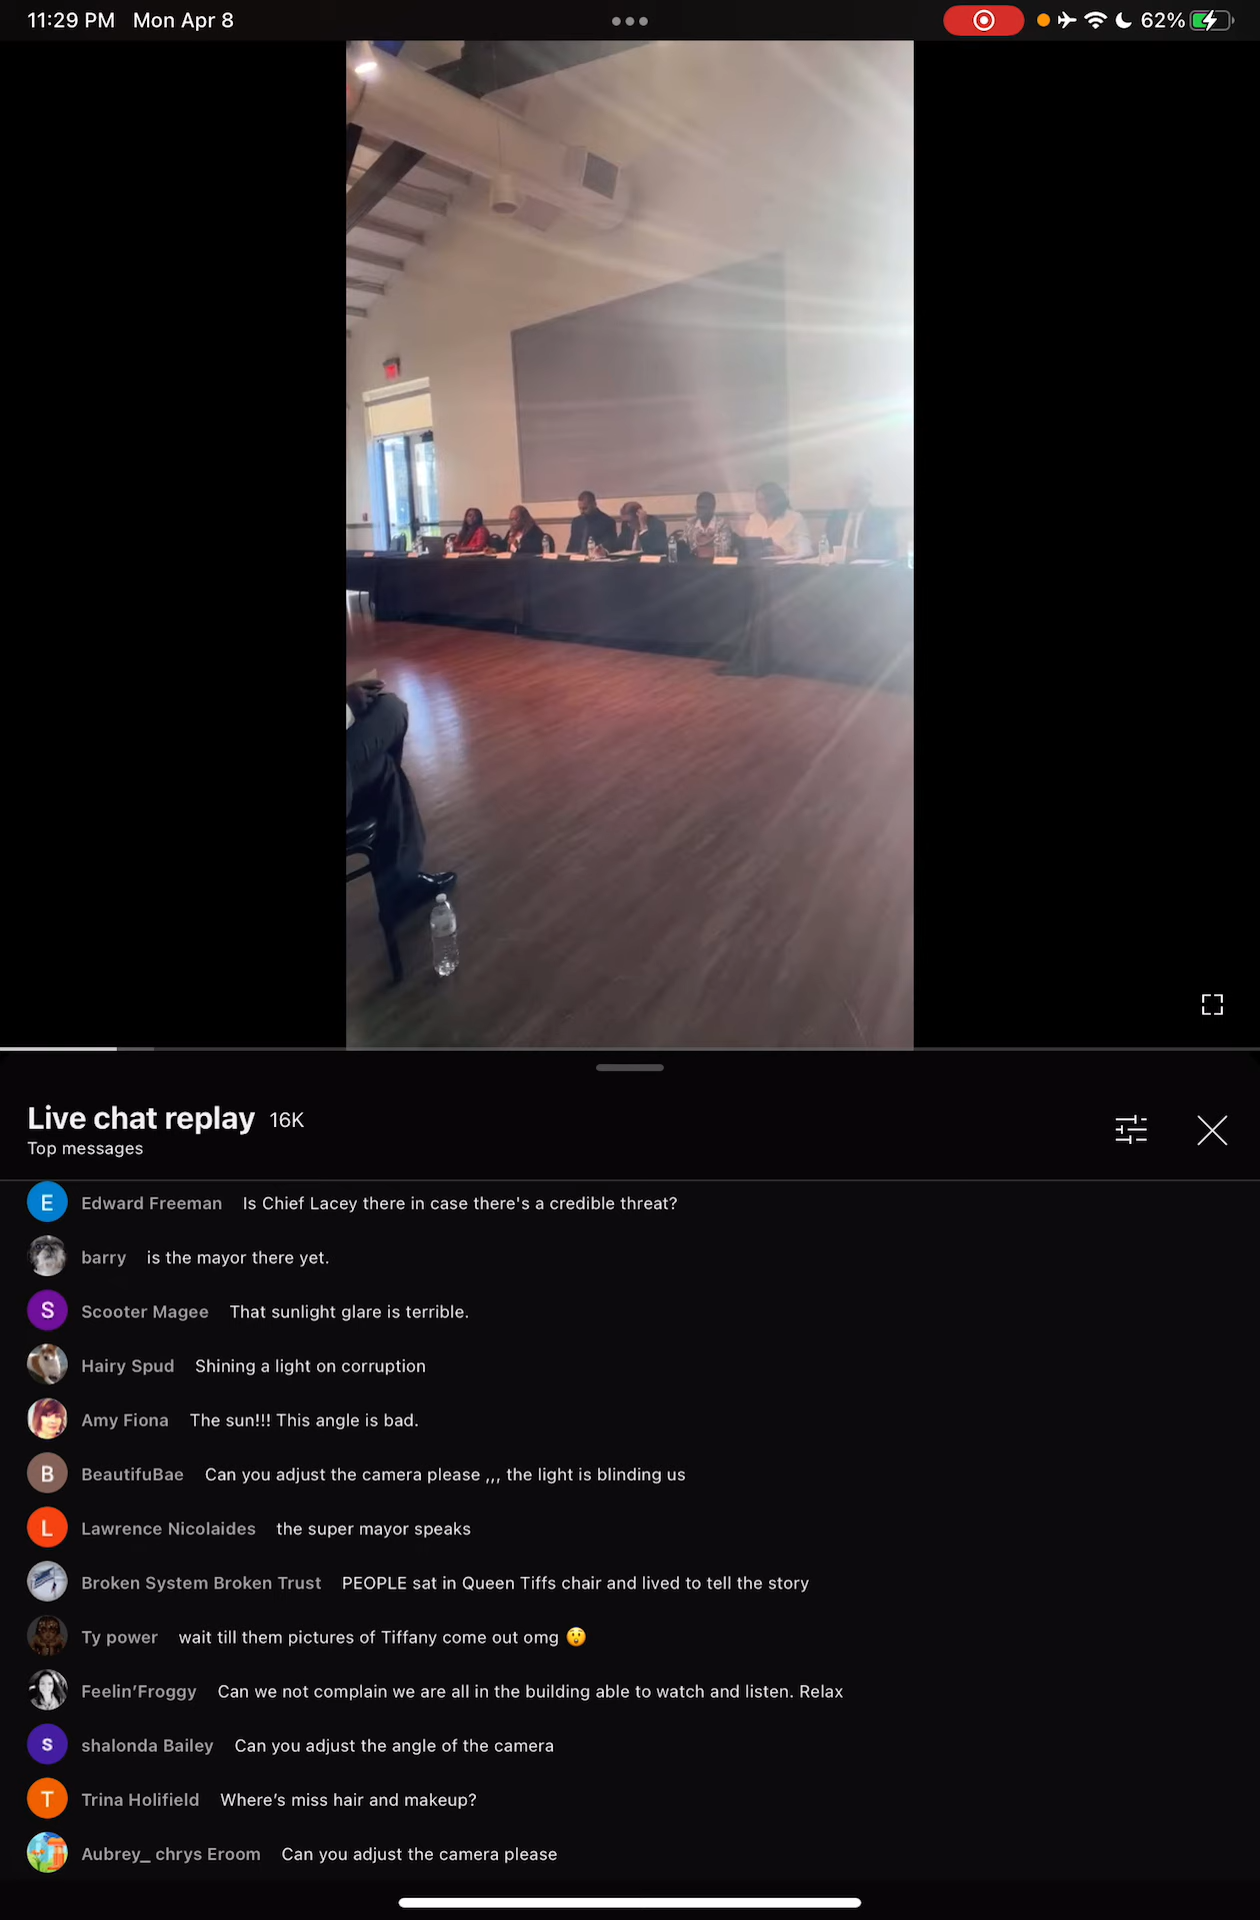 11:29 PM Mon Apr 8
62%
Live chat replay 16K
Top messages
E Edward Freeman Is Chief Lacey there in case there's a credible threat?
barry is the mayor there yet.
S Scooter Magee That sunlight glare is terrible.
Hairy Spud Shining a light on corruption
Amy Fiona The sun!!! This angle is bad.
B BeautifuBae Can you adjust the camera please ,,, the light is blinding us
L Lawrence Nicolaides the super mayor speaks
Broken System Broken Trust PEOPLE sat in Queen Tiffs chair and lived to tell the story
Ty power wait till them pictures of Tiffany come out omg 😲
Feelin’Froggy Can we not complain we are all in the building able to watch and listen. Relax
s shalonda Bailey Can you adjust the angle of the camera
T Trina Holifield Where’s miss hair and makeup?
Aubrey_ chrys Eroom Can you adjust the camera please